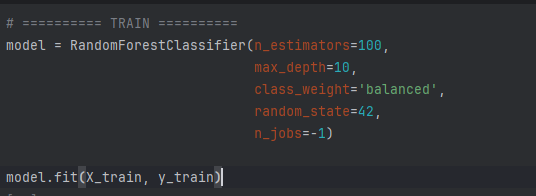 # ========== TRAIN ==========
model = RandomForestClassifier(n_estimators=100,
max_depth=10,
class_weight='balanced',
random_state=42,
n_jobs=-1)
model.fit(X_train, y_train)